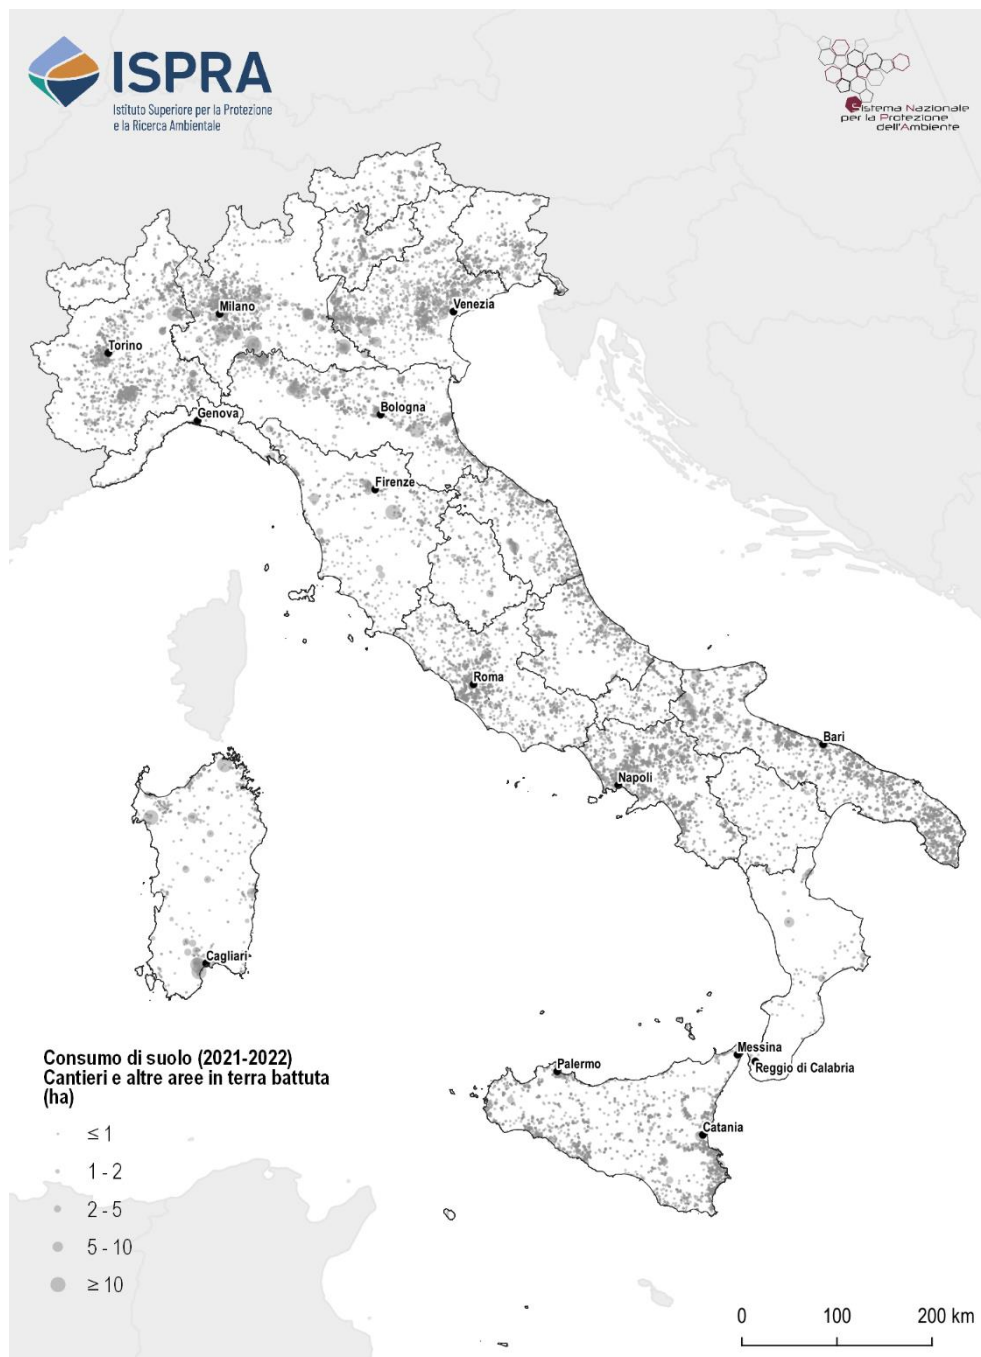 ISPRA
Istituto Superiore per la Protezione
e la Ricerca Ambientale
Sistema Nazionale
per la Protezione
dell'Ambiente
Milano
Venezia
Torino
Genova
Bologna
Firenze
Roma
Bari
Napoli
Cagliari
Messina
Palermo
Reggio di Calabria
Catania
Consumo di suolo (2021-2022)
Cantieri e altre aree in terra battuta
(ha)
≤ 1
1 - 2
2 - 5
5 - 10
≥ 10
0 100 200 km